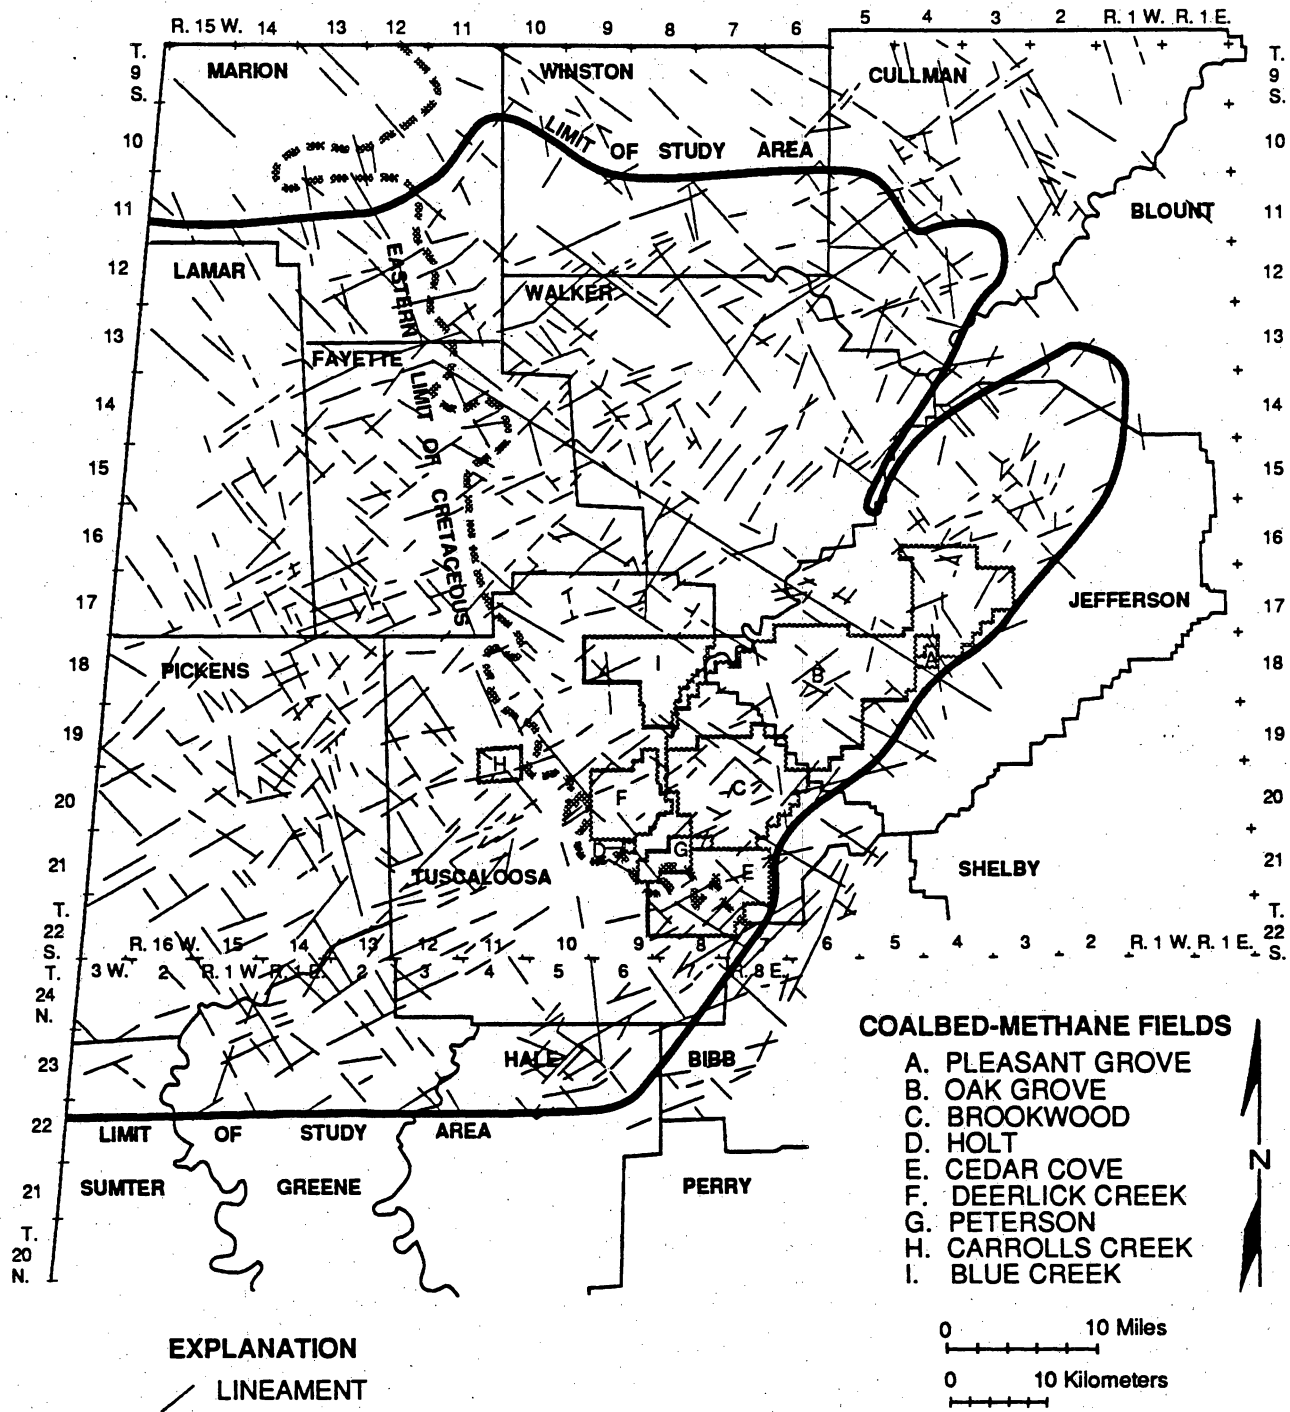 R. 15 W. 14 13 12 11 10 9 8 7 6 5 4 3 2 R. 1 W. R. 1 E.
T. 9 S.
T. 9 S.
MARION
WINSTON
CULLMAN
10
10
LIMIT OF STUDY AREA
11
11
BLOUNT
12
LAMAR
12
WALKER
EASTERN LIMIT OF CRETACEOUS
13
13
FAYETTE
14
14
15
15
16
16
17
17
JEFFERSON
18
PICKENS
I
B
A
18
19
19
H
20
F
C
20
D
G
21
TUSCALOOSA
E
SHELBY
21
T. 22 S.
T. 22 S.
R. 16 W. 15 14 13 12 11 10 9 8 7 6 5 4 3 2 R. 1 W. R. 1 E.
T. 24 N.
3 W. 2 R. 1 W. R. 1 E. 2 3 4 5 6 7 R. 8 E.
23
HALE
BIBB
22
LIMIT OF STUDY AREA
21
SUMTER
GREENE
PERRY
T. 20 N.
COALBED-METHANE FIELDS
A. PLEASANT GROVE
B. OAK GROVE
C. BROOKWOOD
D. HOLT
E. CEDAR COVE
F. DEERLICK CREEK
G. PETERSON
H. CARROLLS CREEK
I. BLUE CREEK
N
0 10 Miles
0 10 Kilometers
EXPLANATION
LINEAMENT